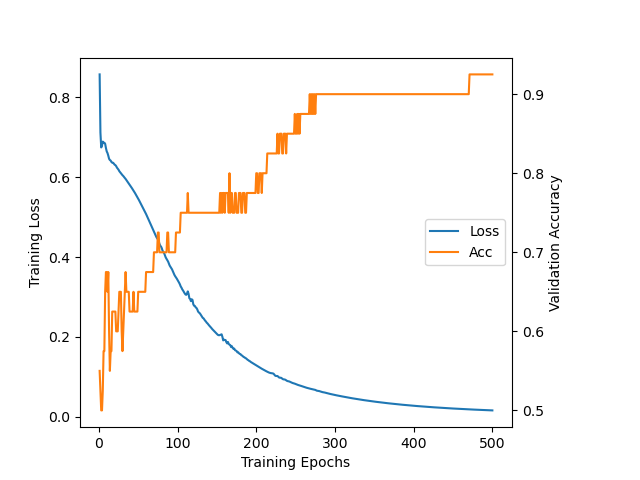 0.8
0.6
0.4
0.2
0.0
Training Loss
0.9
0.8
0.7
0.6
0.5
Validation Accuracy
Loss
Acc
0 100 200 300 400 500
Training Epochs